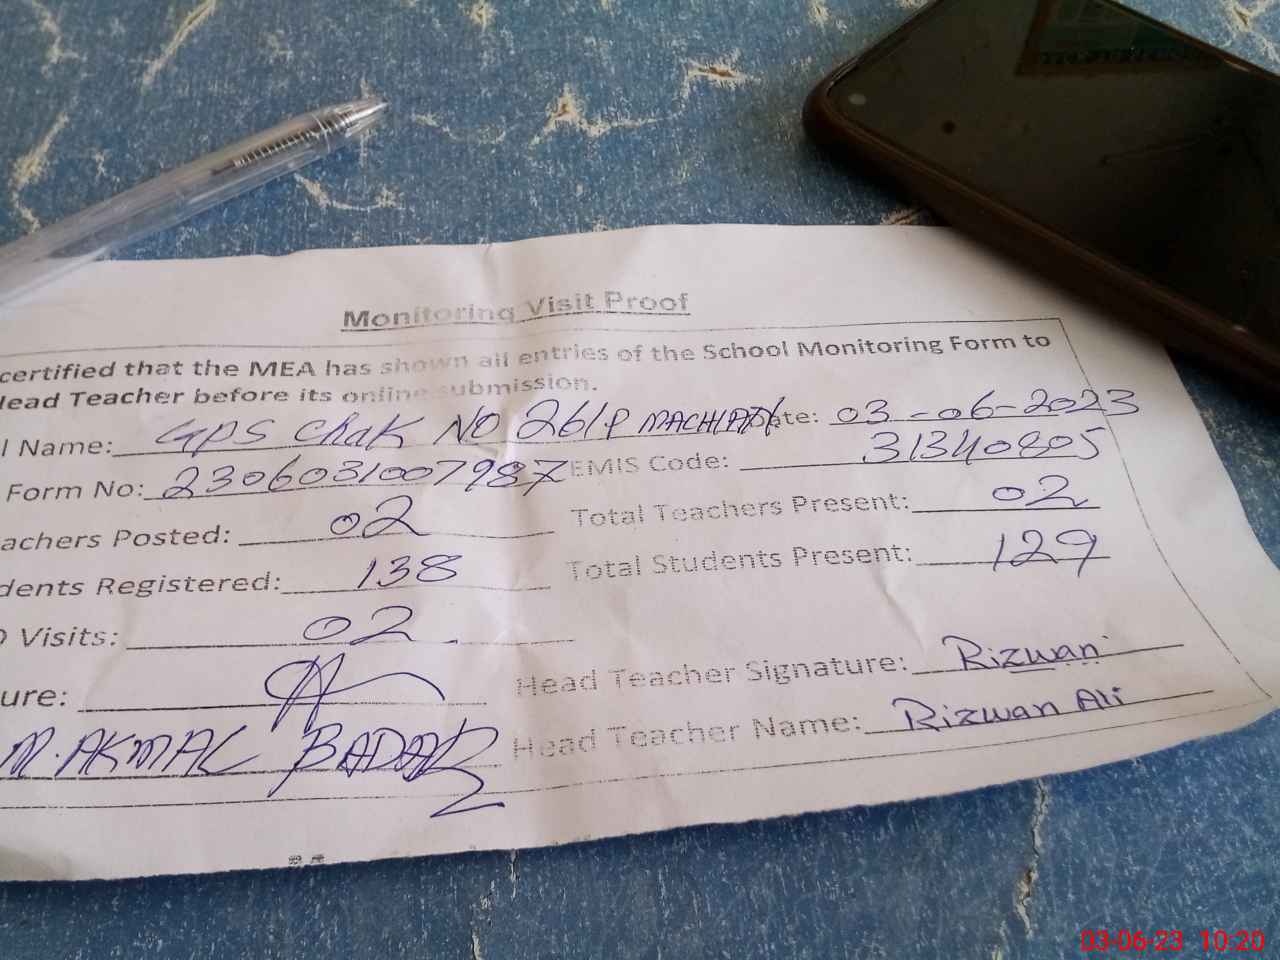 Monitoring Visit Proof
certified that the MEA has shown all entries of the School Monitoring Form to
Head Teacher before its online submission.
l Name: GPS Chak NO 261P MACHIAN Date: 03-06-2023
Form No: 2306031007987 EMIS Code: 31340805
achers Posted: 02 Total Teachers Present: 02
dents Registered: 138 Total Students Present: 129
Visits: 02
ure: Head Teacher Signature: Rizwan
M. AKMAL BADAR Head Teacher Name: Rizwan Ali
03-06-23 10:20